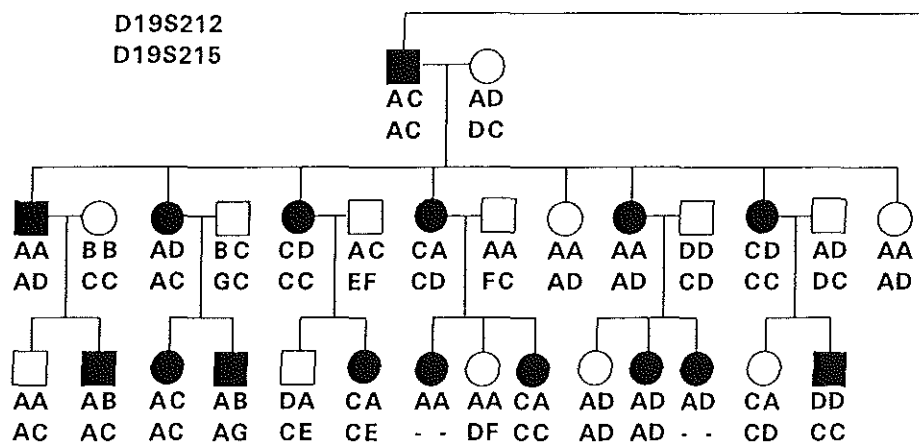 D19S212
D19S215
AC AD
AC DC
AA BB AD BC CD AC CA AA AA AA DD CD AD AA
AD CC AC GC CC EF CD FC AD AD CD CC DC AD
AA AB AC AB DA CA AA AA CA AD AD AD CA DD
AC AC AC AG CE CE - - DF CC AD AD - - CD CC